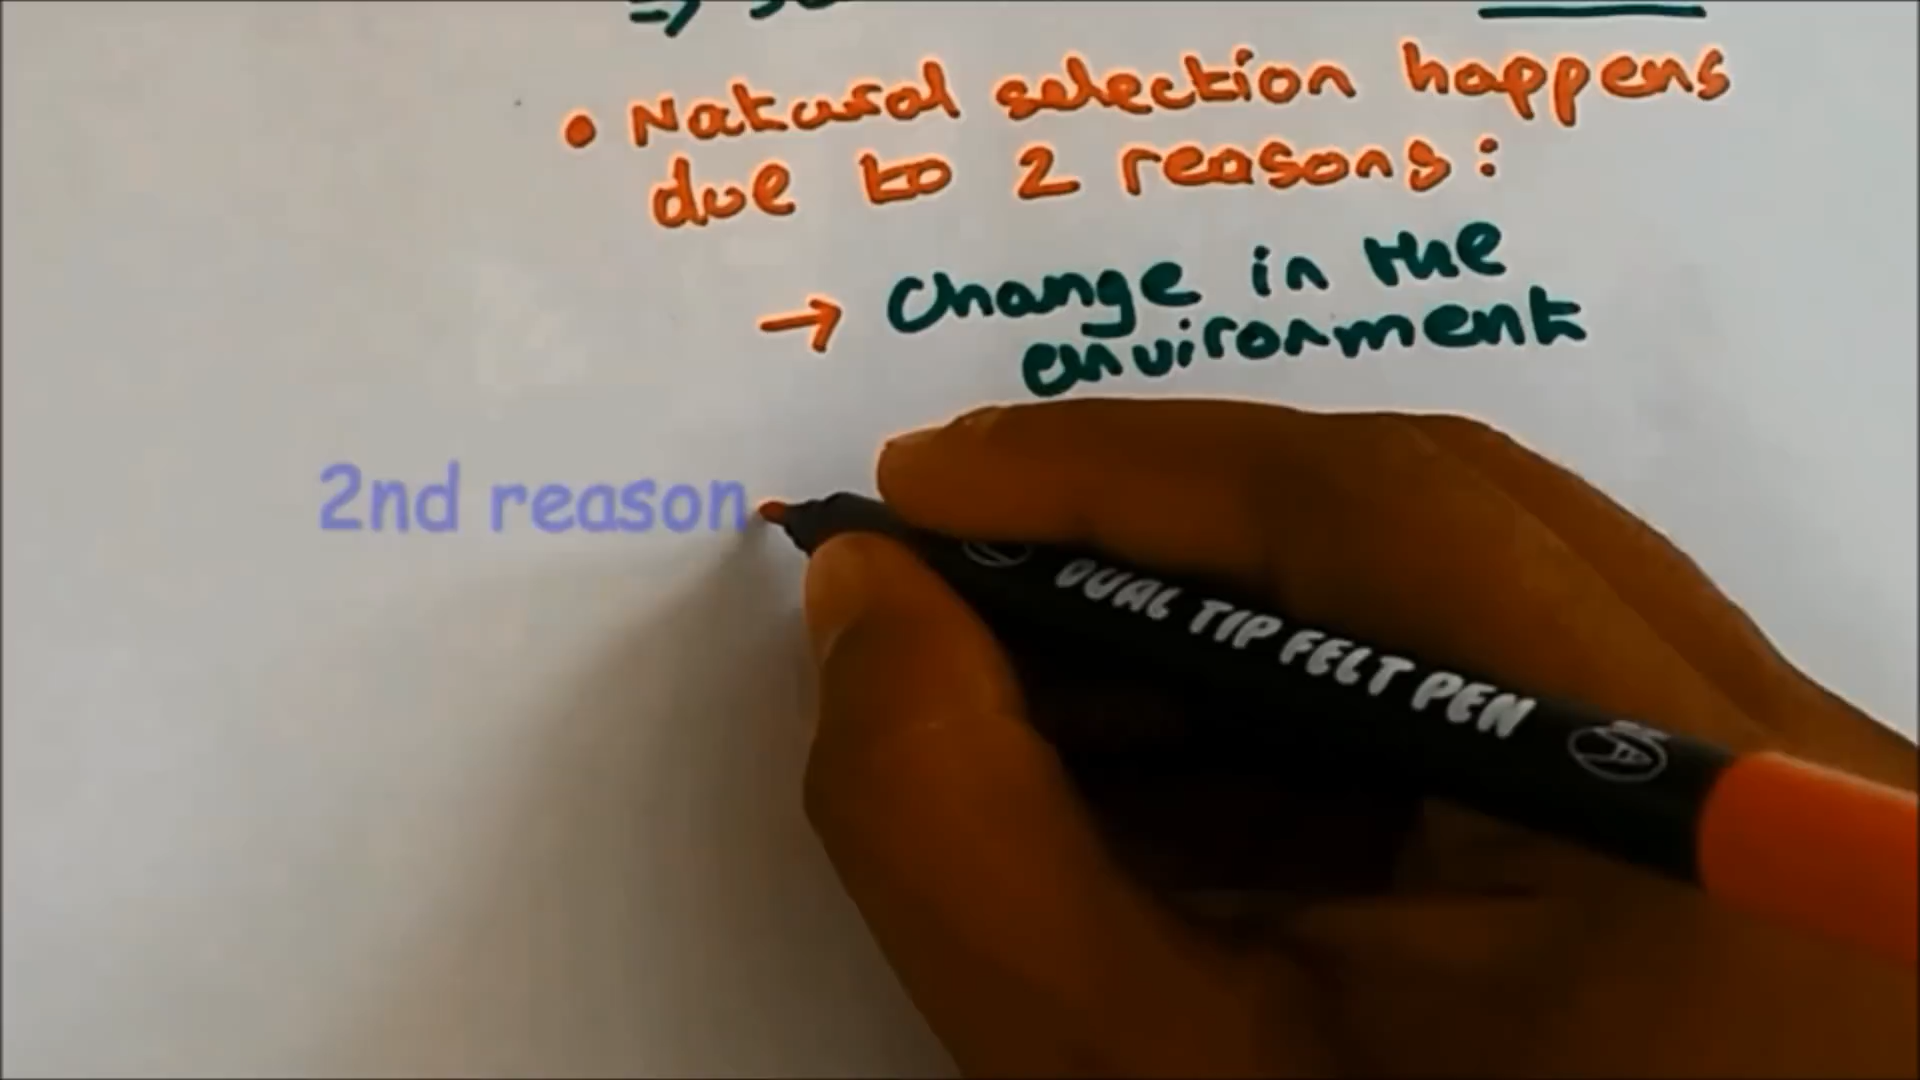 • Natural selection happens
due to 2 reasons:
→ Change in the
environment
2nd reason
DUAL TIP FELT PEN